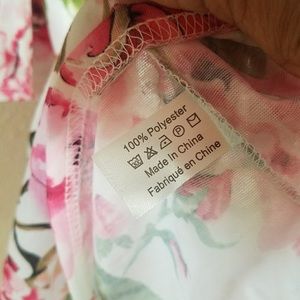 100% Polyester
Made In China
Fabriqué en Chine